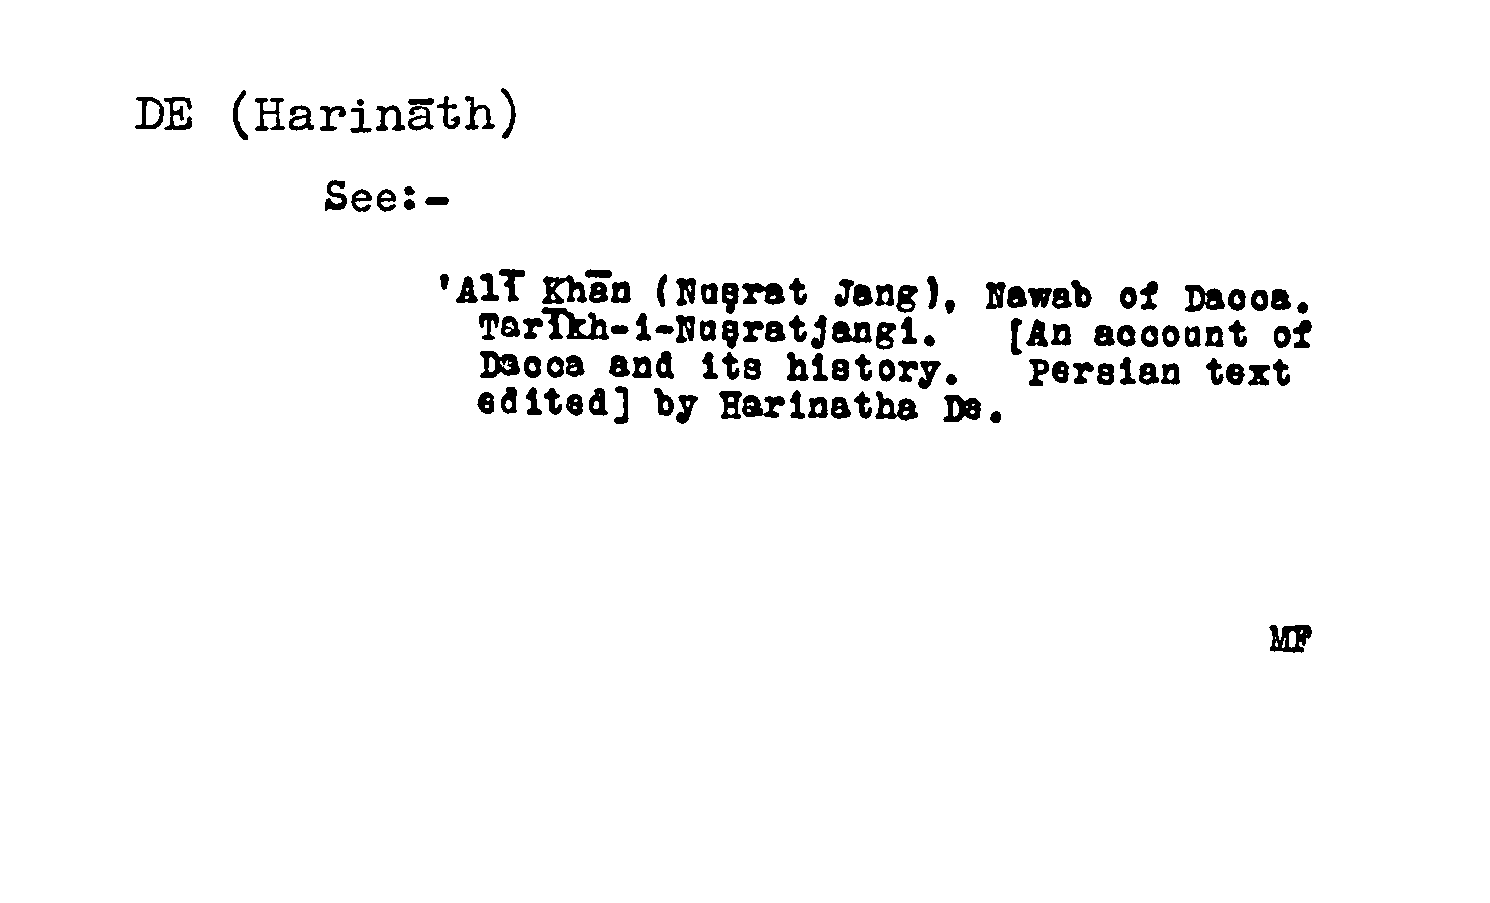 DE (Harināth)
See:-
'Alī Khān (Nuṣrat Jang), Nawab of Dacca.
Tarīkh-i-Nuṣratjangi. [An account of
Dacca and its history. Persian text
edited] by Harinatha De.
MF